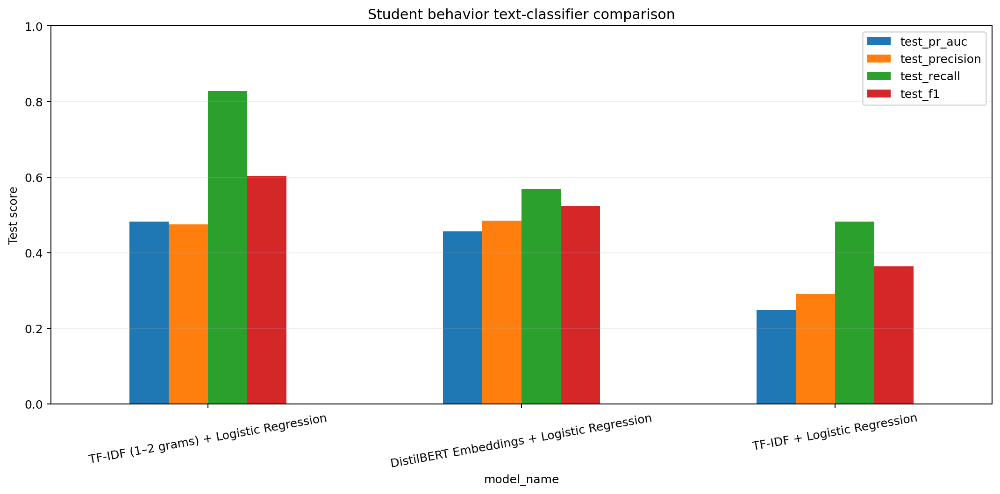 Student behavior text-classifier comparison
1.0
0.8
0.6
0.4
0.2
0.0
Test score
test_pr_auc
test_precision
test_recall
test_f1
TF-IDF (1–2 grams) + Logistic Regression
DistilBERT Embeddings + Logistic Regression
TF-IDF + Logistic Regression
model_name